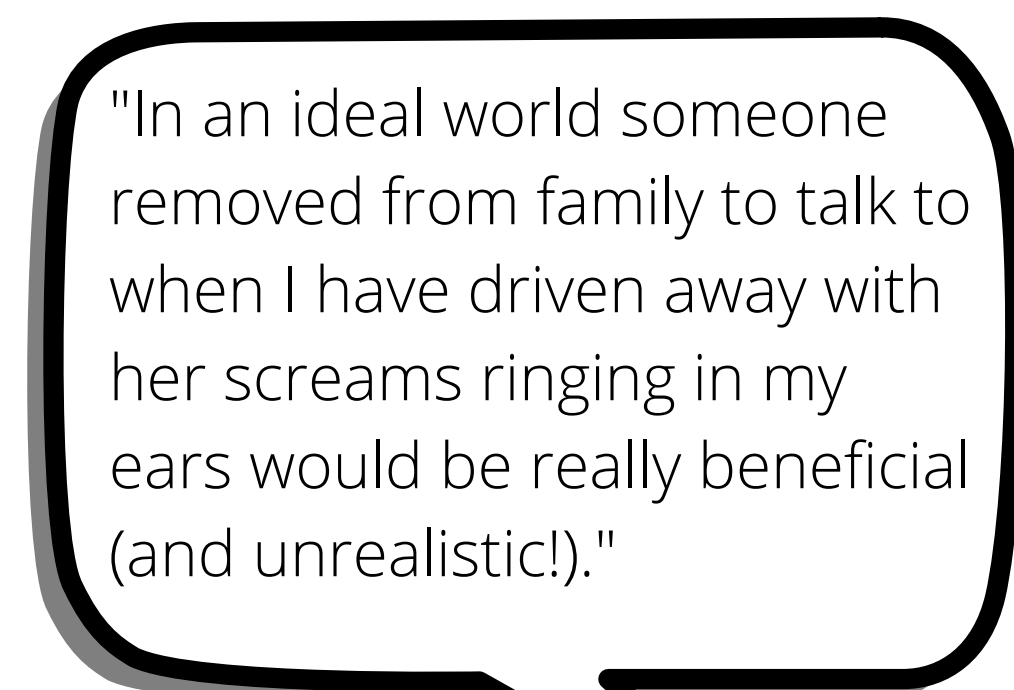 "In an ideal world someone
removed from family to talk to
when I have driven away with
her screams ringing in my
ears would be really beneficial
(and unrealistic!)."